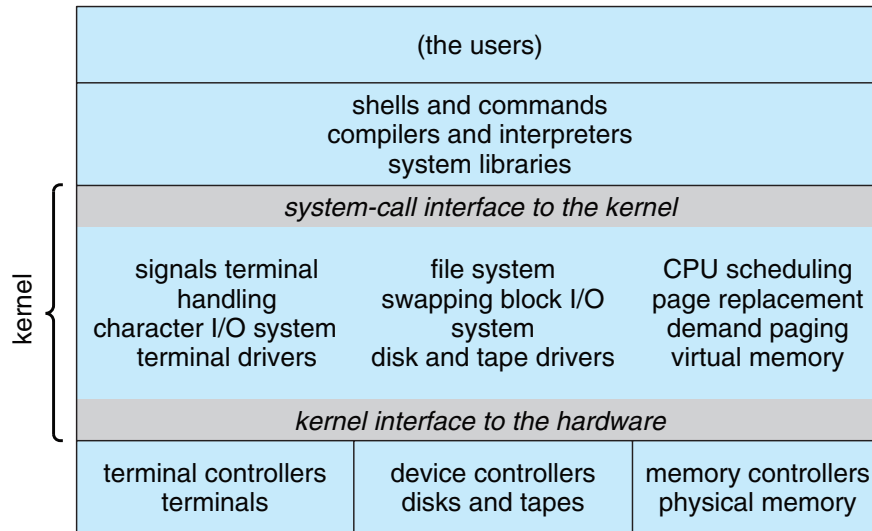 (the users)
shells and commands
compilers and interpreters
system libraries
kernel
system-call interface to the kernel
signals terminal
handling
character I/O system
terminal drivers
file system
swapping block I/O
system
disk and tape drivers
CPU scheduling
page replacement
demand paging
virtual memory
kernel interface to the hardware
terminal controllers
terminals
device controllers
disks and tapes
memory controllers
physical memory